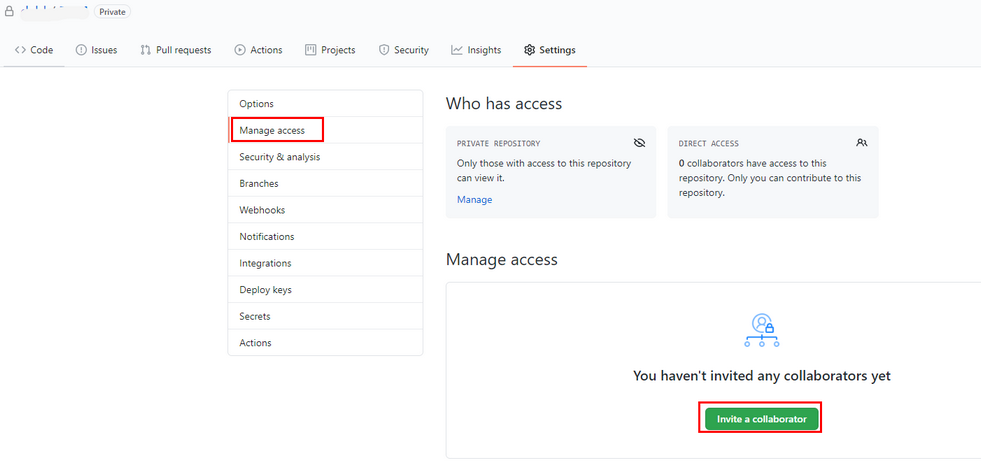 Private
Code Issues Pull requests Actions Projects Security Insights Settings
Options
Manage access
Security & analysis
Branches
Webhooks
Notifications
Integrations
Deploy keys
Secrets
Actions
Who has access
PRIVATE REPOSITORY
Only those with access to this repository
can view it.
Manage
DIRECT ACCESS
0 collaborators have access to this
repository. Only you can contribute to this
repository.
Manage access
You haven't invited any collaborators yet
Invite a collaborator